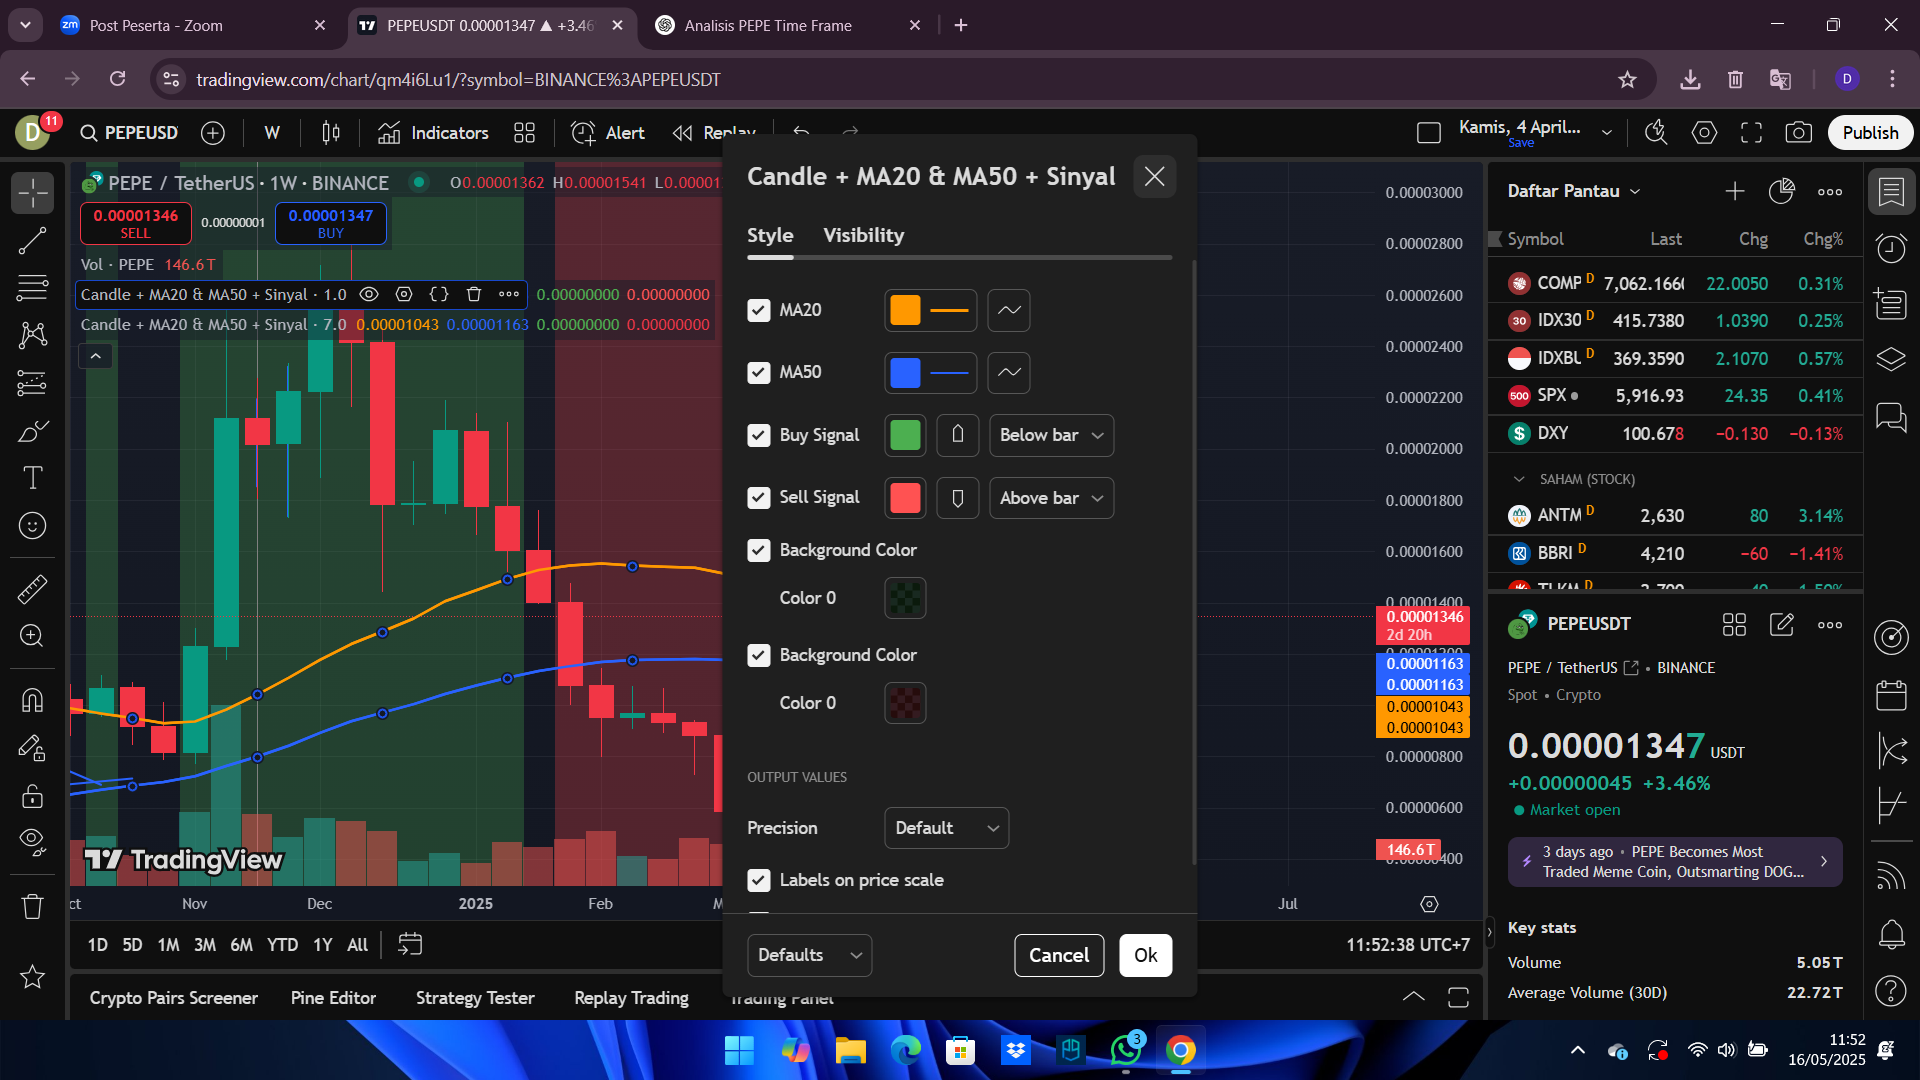 zm Post Peserta - Zoom
PEPEUSDT 0.00001347 ▲ +3.46
Analisis PEPE Time Frame
tradingview.com/chart/qm4i6Lu1/?symbol=BINANCE%3APEPEUSDT
D
D 11
PEPEUSD
W
Indicators
Alert
Replay
Kamis, 4 April...
Save
Publish
PEPE / TetherUS · 1W · BINANCE
O0.00001362 H0.00001541 L0.00001
0.00001346
SELL
0.00000001
0.00001347
BUY
Vol · PEPE 146.6T
Candle + MA20 & MA50 + Sinyal · 1.0 0.00000000 0.00000000
Candle + MA20 & MA50 + Sinyal · 7.0 0.00001043 0.00001163 0.00000000 0.00000000
TradingView
ct
Nov
Dec
2025
Feb
M
Jul
1D 5D 1M 3M 6M YTD 1Y All
11:52:38 UTC+7
Crypto Pairs Screener
Pine Editor
Strategy Tester
Replay Trading
Trading Panel
Candle + MA20 & MA50 + Sinyal
Style
Visibility
MA20
MA50
Buy Signal
Below bar
Sell Signal
Above bar
Background Color
Color 0
Background Color
Color 0
OUTPUT VALUES
Precision
Default
Labels on price scale
Defaults
Cancel
Ok
0.00003000
0.00002800
0.00002600
0.00002400
0.00002200
0.00002000
0.00001800
0.00001600
0.00001400
0.00001346
2d 20h
0.00001163
0.00001163
0.00001043
0.00001043
0.00000800
0.00000600
146.6T
Daftar Pantau
Symbol Last Chg Chg%
COMP D 7,062.166 22.0050 0.31%
30 IDX30 D 415.7380 1.0390 0.25%
IDXBU 369.3590 2.1070 0.57%
500 SPX 5,916.93 24.35 0.41%
$ DXY 100.678 −0.130 −0.13%
SAHAM (STOCK)
ANTM D 2,630 80 3.14%
BBRI D 4,210 −60 −1.41%
PEPEUSDT
PEPE / TetherUS • BINANCE
Spot • Crypto
0.00001347 USDT
+0.00000045 +3.46%
Market open
3 days ago • PEPE Becomes Most
Traded Meme Coin, Outsmarting DOG...
Key stats
Volume 5.05T
Average Volume (30D) 22.72T
3
11:52
16/05/2025